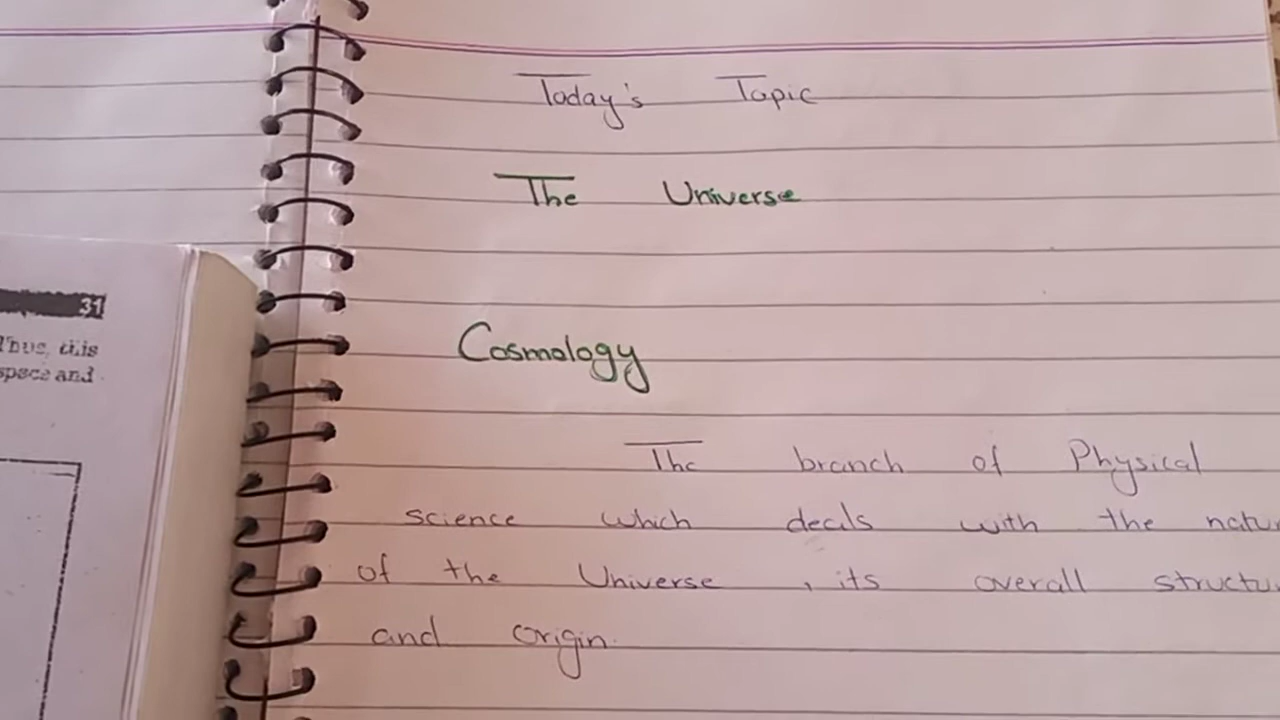 Today's Topic
The Universe
Cosmology
The branch of Physical
science which deals with the natu
of the Universe , its overall structu
and origin.
31
Thus, this
space and